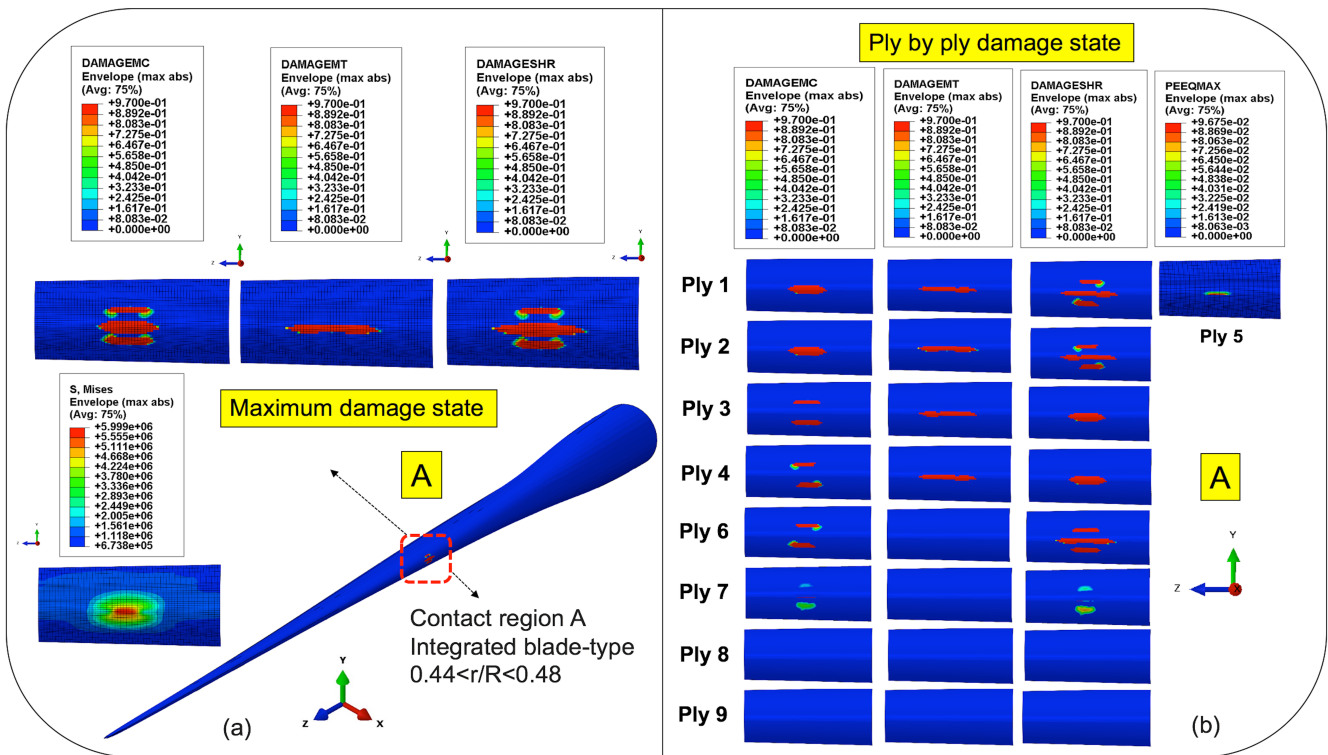 DAMAGEMC
Envelope (max abs)
(Avg: 75%)
+9.700e-01
+8.892e-01
+8.083e-01
+7.275e-01
+6.467e-01
+5.658e-01
+4.850e-01
+4.042e-01
+3.233e-01
+2.425e-01
+1.617e-01
+8.083e-02
+0.000e+00
DAMAGEMT
Envelope (max abs)
(Avg: 75%)
+9.700e-01
+8.892e-01
+8.083e-01
+7.275e-01
+6.467e-01
+5.658e-01
+4.850e-01
+4.042e-01
+3.233e-01
+2.425e-01
+1.617e-01
+8.083e-02
+0.000e+00
DAMAGESHR
Envelope (max abs)
(Avg: 75%)
+9.700e-01
+8.892e-01
+8.083e-01
+7.275e-01
+6.467e-01
+5.658e-01
+4.850e-01
+4.042e-01
+3.233e-01
+2.425e-01
+1.617e-01
+8.083e-02
+0.000e+00
Y
Z
Y
Z
Y
Z
S, Mises
Envelope (max abs)
(Avg: 75%)
+5.999e+06
+5.555e+06
+5.111e+06
+4.668e+06
+4.224e+06
+3.780e+06
+3.336e+06
+2.893e+06
+2.449e+06
+2.005e+06
+1.561e+06
+1.118e+06
+6.738e+05
Y
Z
Maximum damage state
A
Contact region A
Integrated blade-type
0.44<r/R<0.48
Y
Z
X
(a)
Ply by ply damage state
DAMAGEMC
Envelope (max abs)
(Avg: 75%)
+9.700e-01
+8.892e-01
+8.083e-01
+7.275e-01
+6.467e-01
+5.658e-01
+4.850e-01
+4.042e-01
+3.233e-01
+2.425e-01
+1.617e-01
+8.083e-02
+0.000e+00
DAMAGEMT
Envelope (max abs)
(Avg: 75%)
+9.700e-01
+8.892e-01
+8.083e-01
+7.275e-01
+6.467e-01
+5.658e-01
+4.850e-01
+4.042e-01
+3.233e-01
+2.425e-01
+1.617e-01
+8.083e-02
+0.000e+00
DAMAGESHR
Envelope (max abs)
(Avg: 75%)
+9.700e-01
+8.892e-01
+8.083e-01
+7.275e-01
+6.467e-01
+5.658e-01
+4.850e-01
+4.042e-01
+3.233e-01
+2.425e-01
+1.617e-01
+8.083e-02
+0.000e+00
PEEQMAX
Envelope (max abs)
(Avg: 75%)
+9.675e-02
+8.869e-02
+8.063e-02
+7.256e-02
+6.450e-02
+5.644e-02
+4.838e-02
+4.031e-02
+3.225e-02
+2.419e-02
+1.613e-02
+8.063e-03
+0.000e+00
Ply 1
Ply 5
Ply 2
Ply 3
Ply 4
A
Ply 6
Ply 7
Y
Z
X
Ply 8
Ply 9
(b)